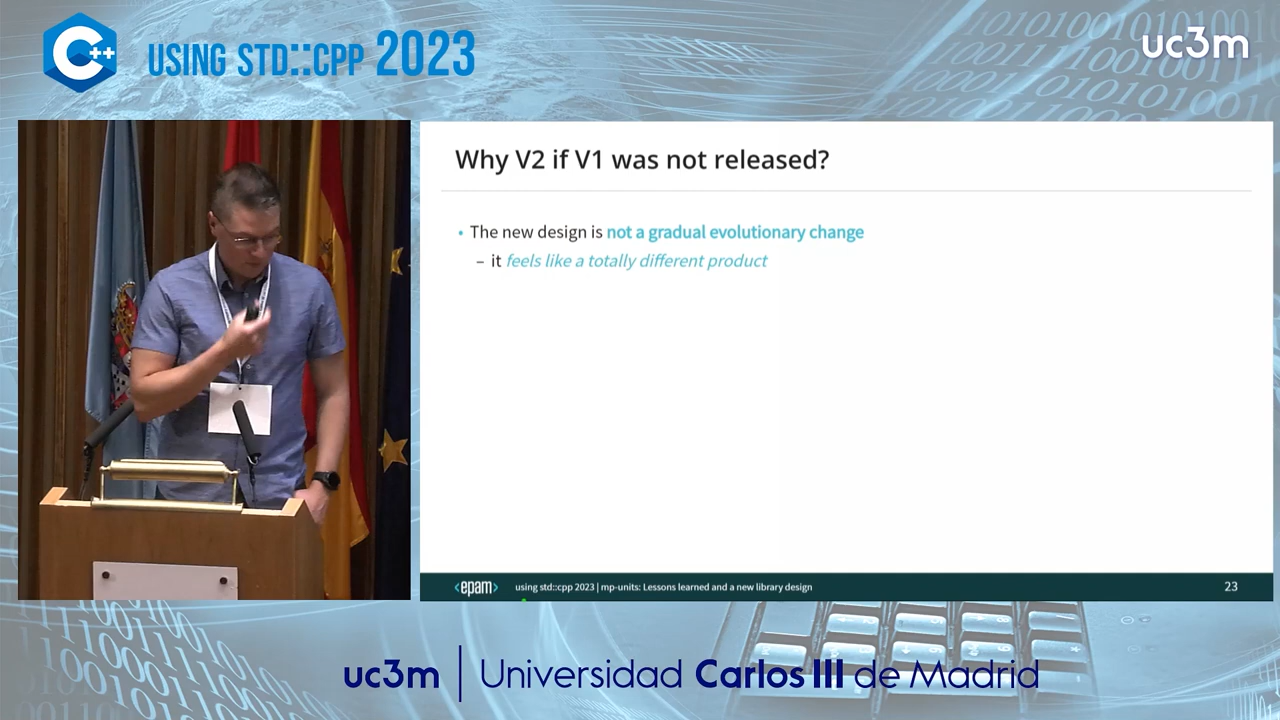 C++
USING STD::CPP 2023
uc3m
Why V2 if V1 was not released?
• The new design is not a gradual evolutionary change
– it feels like a totally different product
<epam>
using std::cpp 2023 | mp-units: Lessons learned and a new library design
23
uc3m | Universidad Carlos III de Madrid